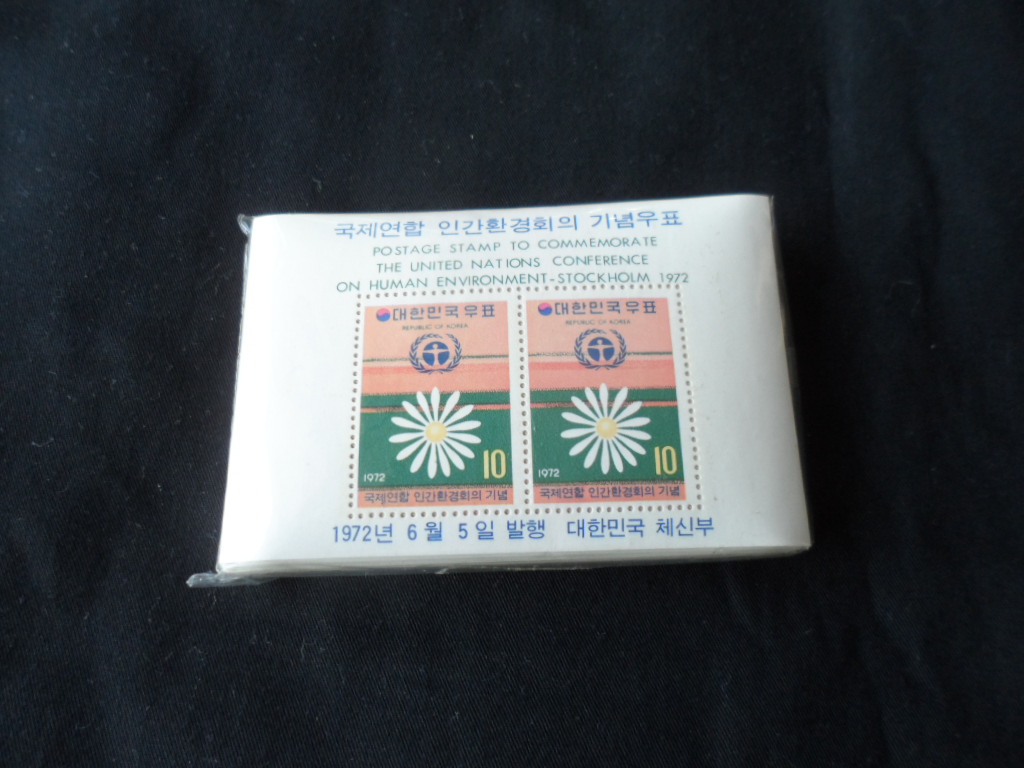 국제연합 인간환경회의 기념우표
POSTAGE STAMP TO COMMEMORATE
THE UNITED NATIONS CONFERENCE
ON HUMAN ENVIRONMENT-STOCKHOLM 1972
대한민국우표
REPUBLIC OF KOREA
1972
10
국제연합 인간환경회의 기념
대한민국우표
REPUBLIC OF KOREA
1972
10
국제연합 인간환경회의 기념
1972년 6월 5일 발행 대한민국 체신부